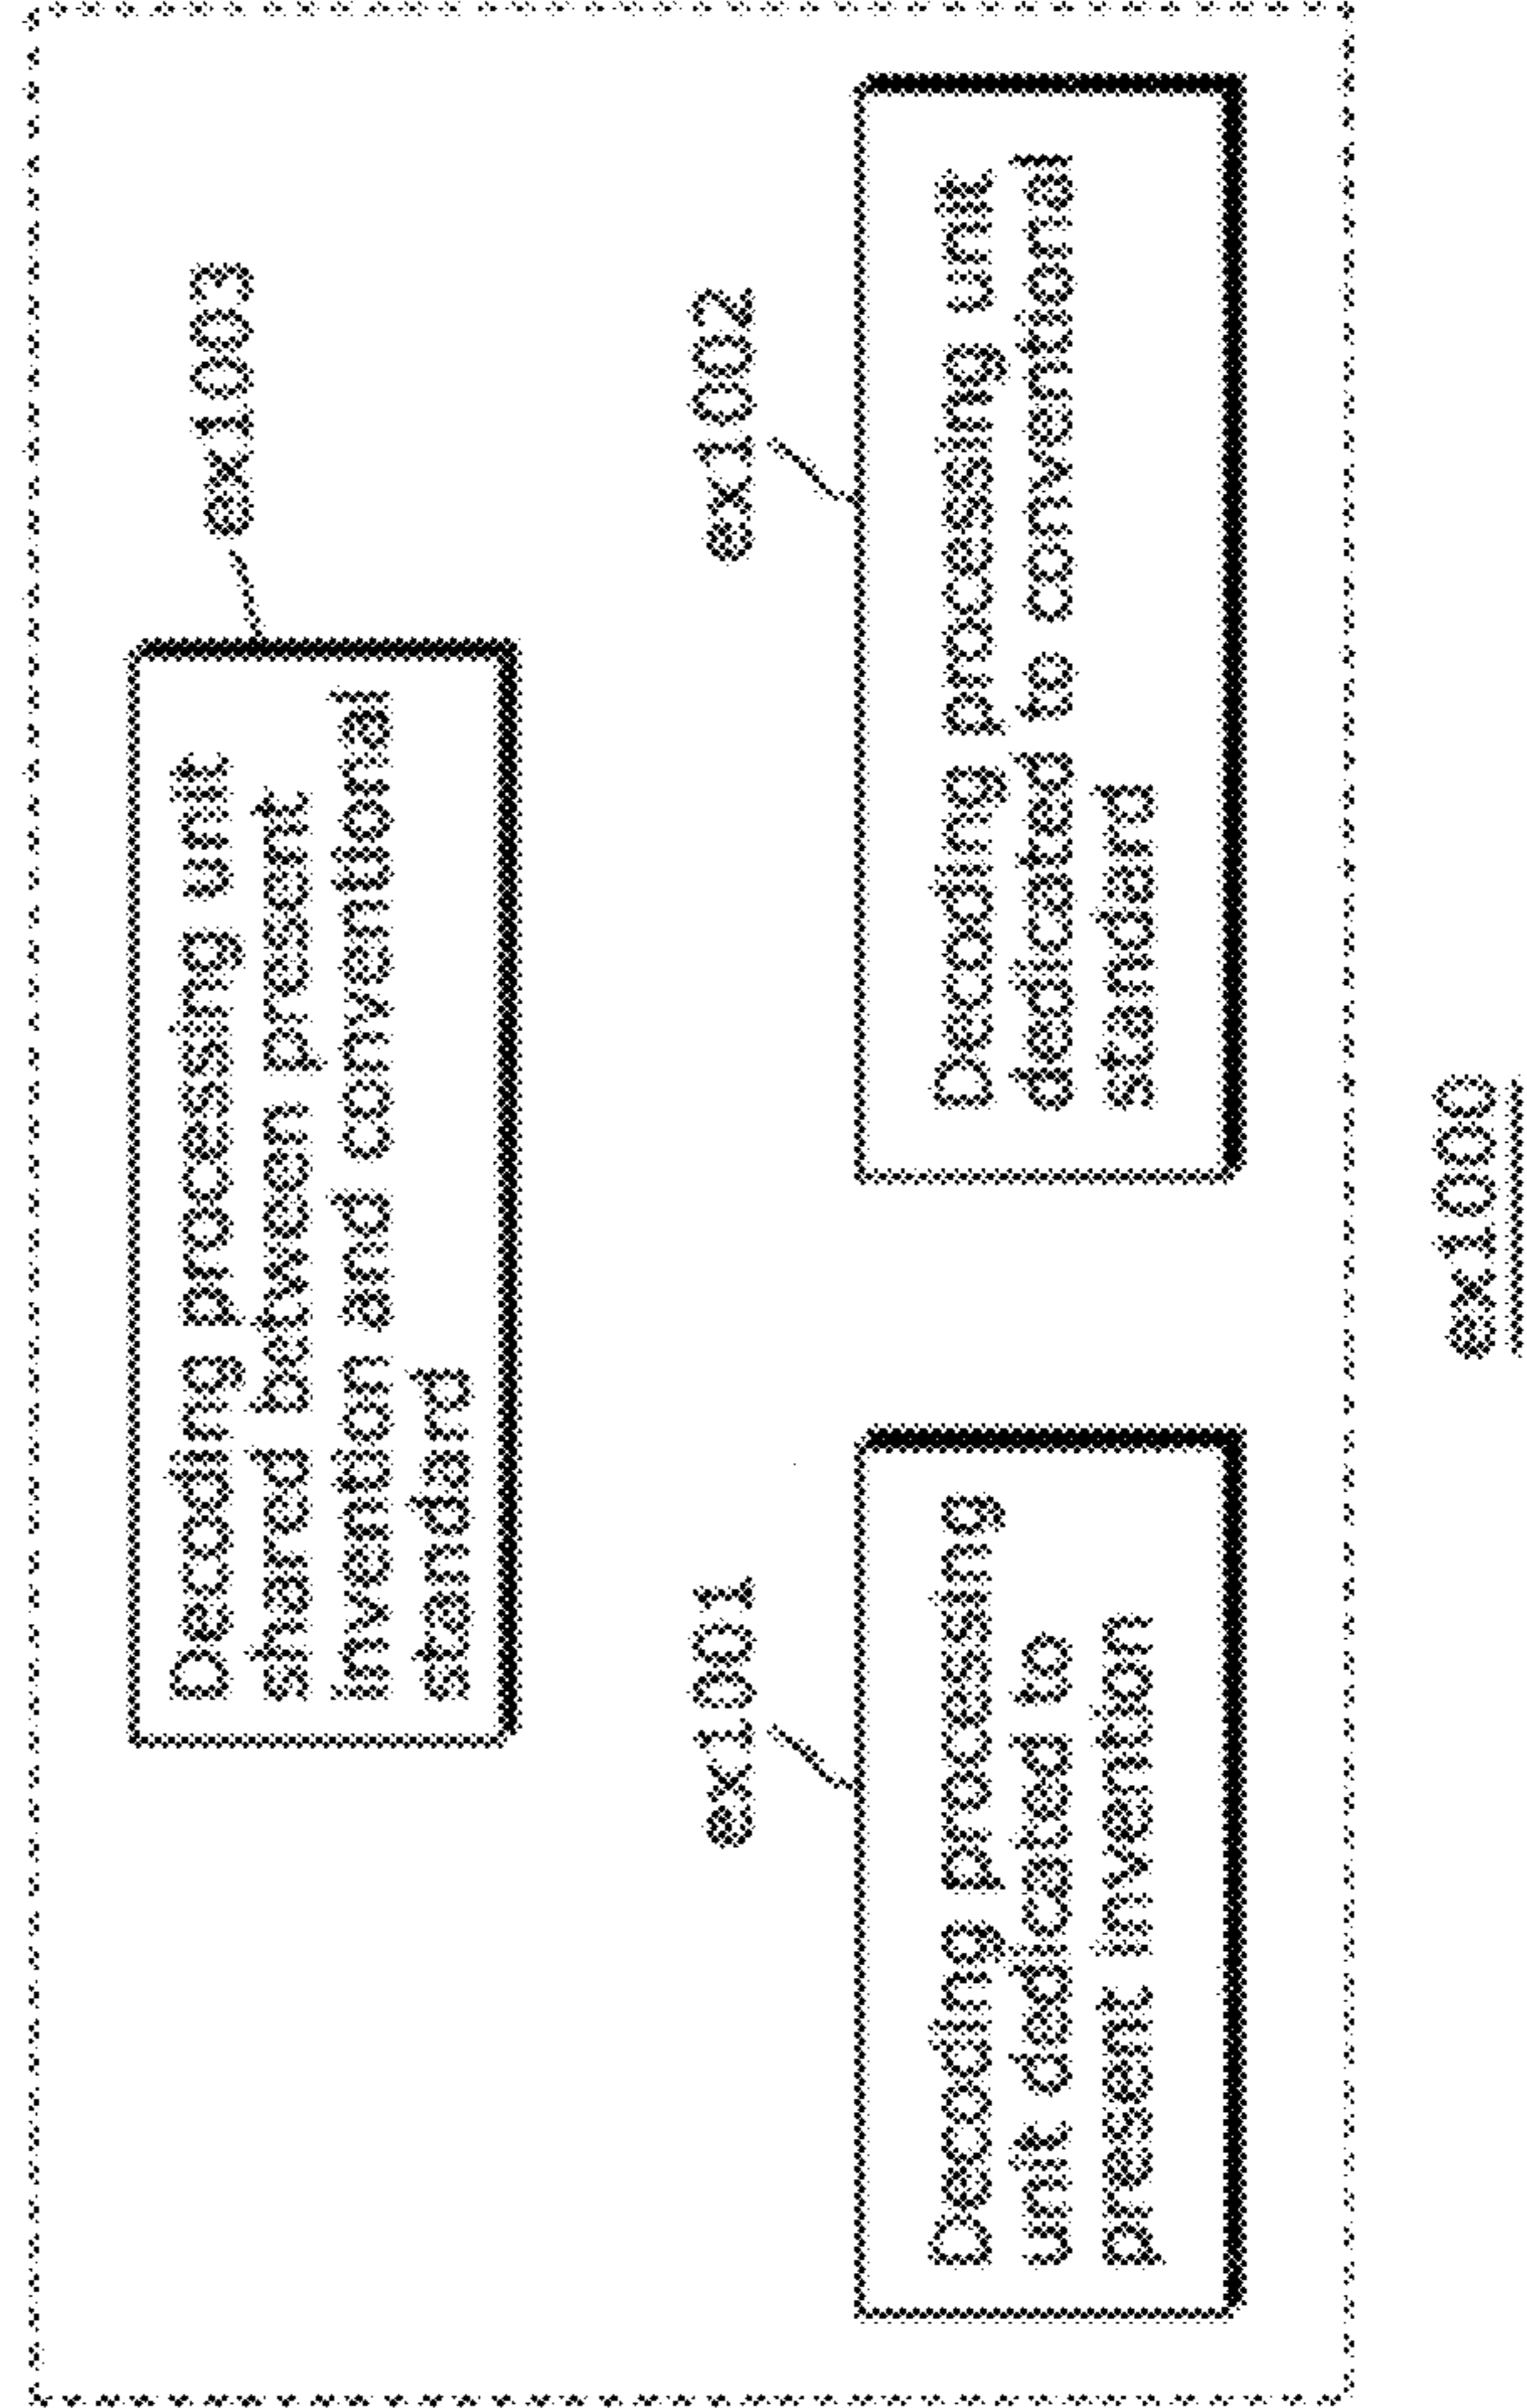 ex1003
Decoding processing unit
shared between present
invention and conventional
standard
ex1001
Decoding processing
unit dedicated to
present invention
ex1002
Decoding processing unit
dedicated to conventional
standard
ex1000